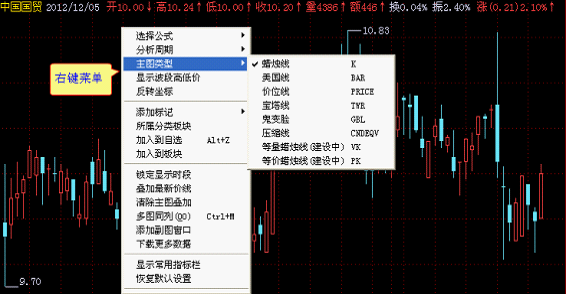 中国国贸 2012/12/05 开10.00↓ 高10.24↑ 低10.00↑ 收10.20↑ 量4386↑ 额446↑ 换0.04% 振2.40% 涨(0.21)2.10%↑
10.83
右键菜单
选择公式
分析周期
主图类型
显示波段高低价
反转坐标
添加标记
所属分类板块
加入到自选 Alt+Z
加入到板块
锁定显示时段
叠加最新价线
清除主图叠加
多图同列(OO) Ctrl+M
添加副图窗口
下载更多数据
显示常用指标栏
恢复默认设置
✓ 蜡烛线 K
美国线 BAR
价位线 PRICE
宝塔线 TWR
鬼变脸 GBL
压缩线 CNDEQV
等量蜡烛线(建设中) VK
等价蜡烛线(建设中) PK
9.70